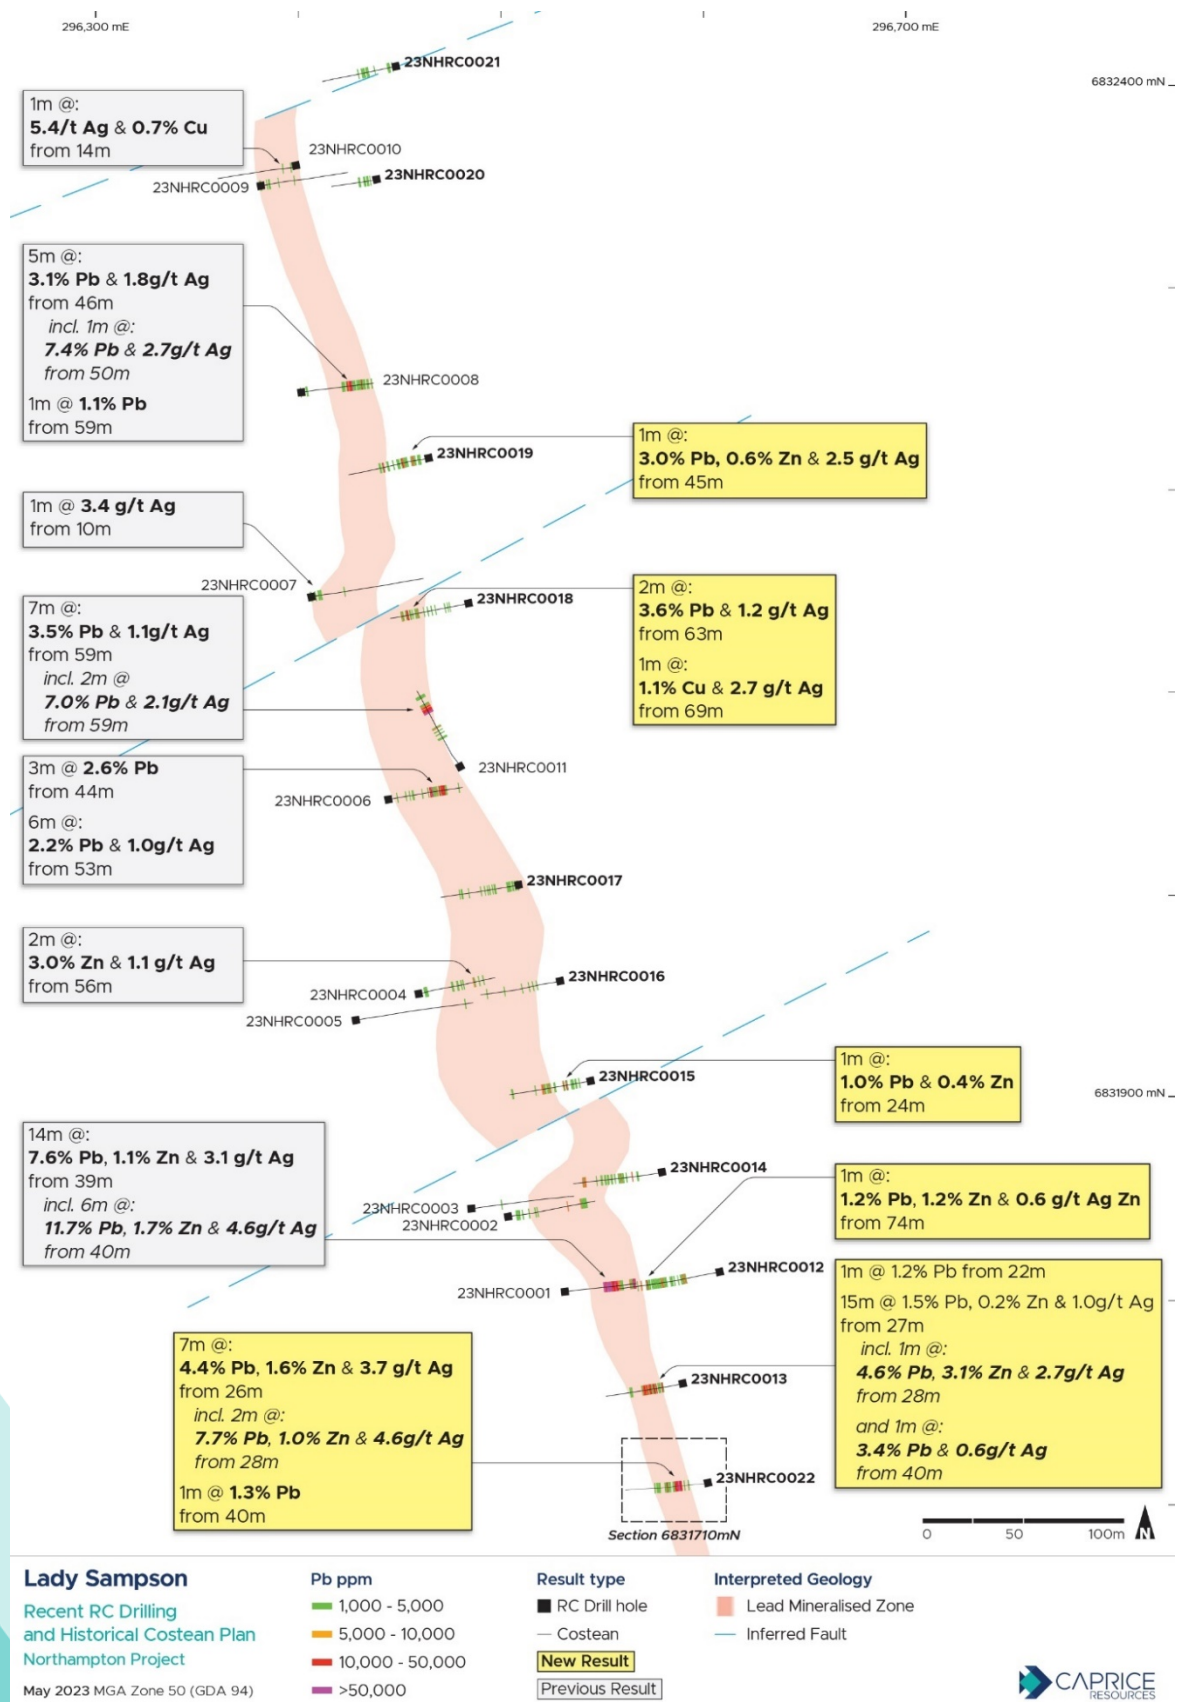 296,300 mE
296,700 mE
23NHRC0021
6832400 mN
1m @:
5.4/t Ag & 0.7% Cu
from 14m
23NHRC0010
23NHRC0009
23NHRC0020
5m @:
3.1% Pb & 1.8g/t Ag
from 46m
incl. 1m @:
7.4% Pb & 2.7g/t Ag
from 50m
1m @ 1.1% Pb
from 59m
23NHRC0008
23NHRC0019
1m @:
3.0% Pb, 0.6% Zn & 2.5 g/t Ag
from 45m
1m @ 3.4 g/t Ag
from 10m
23NHRC0007
23NHRC0018
2m @:
3.6% Pb & 1.2 g/t Ag
from 63m
1m @:
1.1% Cu & 2.7 g/t Ag
from 69m
7m @:
3.5% Pb & 1.1g/t Ag
from 59m
incl. 2m @
7.0% Pb & 2.1g/t Ag
from 59m
23NHRC0011
3m @ 2.6% Pb
from 44m
6m @:
2.2% Pb & 1.0g/t Ag
from 53m
23NHRC0006
23NHRC0017
2m @:
3.0% Zn & 1.1 g/t Ag
from 56m
23NHRC0016
23NHRC0004
23NHRC0005
23NHRC0015
1m @:
1.0% Pb & 0.4% Zn
from 24m
6831900 mN
14m @:
7.6% Pb, 1.1% Zn & 3.1 g/t Ag
from 39m
incl. 6m @:
11.7% Pb, 1.7% Zn & 4.6g/t Ag
from 40m
23NHRC0014
23NHRC0003
23NHRC0002
1m @:
1.2% Pb, 1.2% Zn & 0.6 g/t Ag Zn
from 74m
23NHRC0012
23NHRC0001
1m @ 1.2% Pb from 22m
15m @ 1.5% Pb, 0.2% Zn & 1.0g/t Ag
from 27m
incl. 1m @:
4.6% Pb, 3.1% Zn & 2.7g/t Ag
from 28m
and 1m @:
3.4% Pb & 0.6g/t Ag
from 40m
7m @:
4.4% Pb, 1.6% Zn & 3.7 g/t Ag
from 26m
incl. 2m @:
7.7% Pb, 1.0% Zn & 4.6g/t Ag
from 28m
1m @ 1.3% Pb
from 40m
23NHRC0013
23NHRC0022
Section 6831710mN
0 50 100m N
Lady Sampson
Recent RC Drilling
and Historical Costean Plan
Northampton Project
May 2023 MGA Zone 50 (GDA 94)
Pb ppm
1,000 - 5,000
5,000 - 10,000
10,000 - 50,000
>50,000
Result type
RC Drill hole
Costean
New Result
Previous Result
Interpreted Geology
Lead Mineralised Zone
Inferred Fault
CAPRICE
RESOURCES